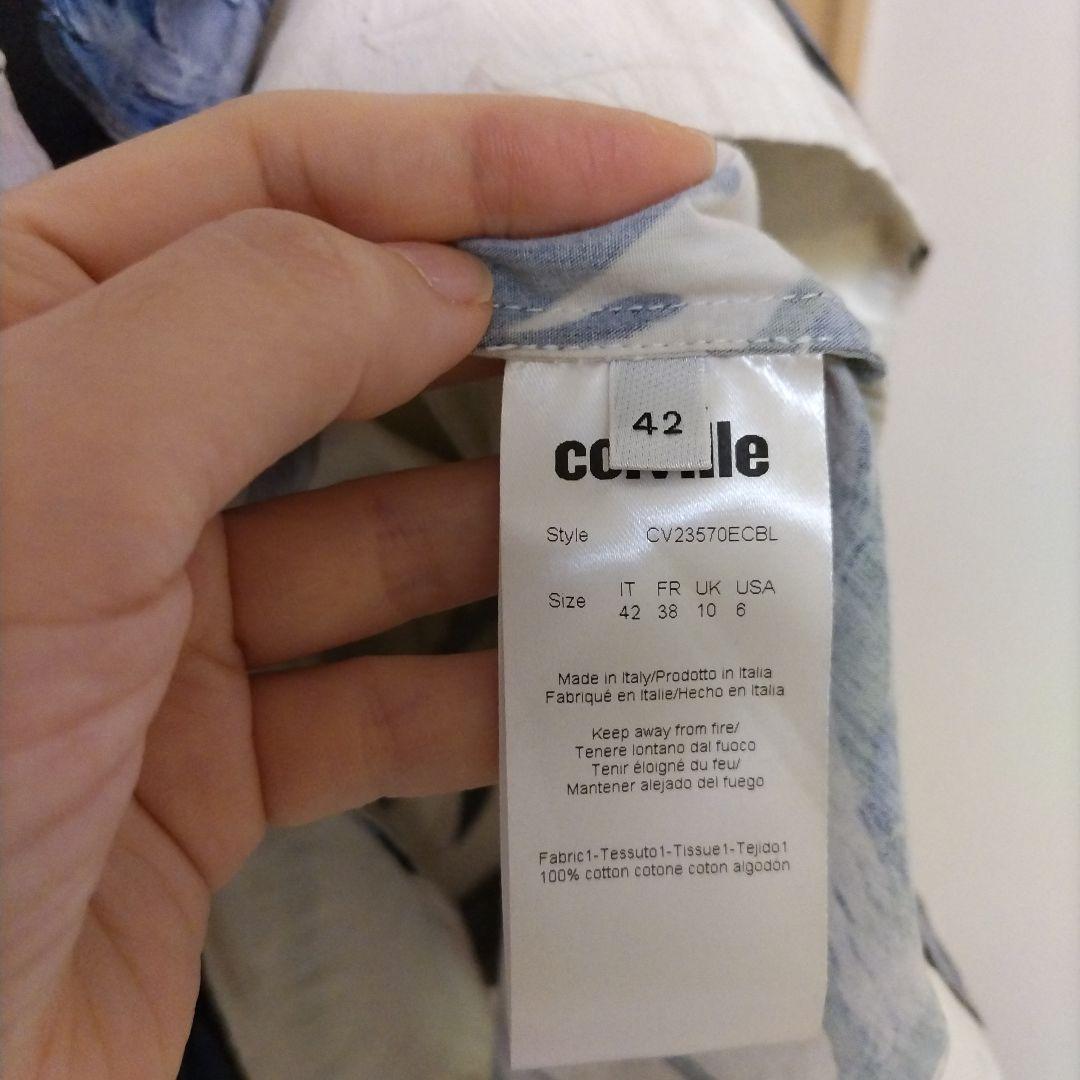 42
colville
Style CV23570ECBL
Size IT FR UK USA
42 38 10 6
Made in Italy/Prodotto in Italia
Fabriqué en Italie/Hecho en Italia
Keep away from fire/
Tenere lontano dal fuoco
Tenir éloigné du feu/
Mantener alejado del fuego
Fabric1-Tessuto1-Tissue1-Tejido1
100% cotton cotone coton algodón